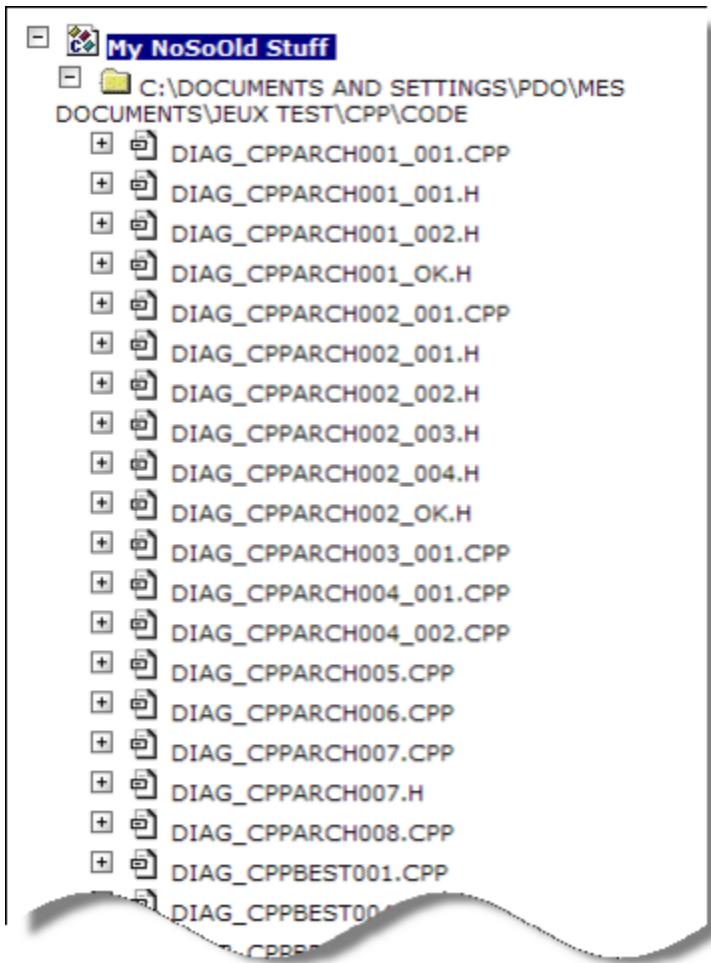 My NoSoOld Stuff
C:\DOCUMENTS AND SETTINGS\PDO\MES
DOCUMENTS\JEUX TEST\CPP\CODE
DIAG_CPPARCH001_001.CPP
DIAG_CPPARCH001_001.H
DIAG_CPPARCH001_002.H
DIAG_CPPARCH001_OK.H
DIAG_CPPARCH002_001.CPP
DIAG_CPPARCH002_001.H
DIAG_CPPARCH002_002.H
DIAG_CPPARCH002_003.H
DIAG_CPPARCH002_004.H
DIAG_CPPARCH002_OK.H
DIAG_CPPARCH003_001.CPP
DIAG_CPPARCH004_001.CPP
DIAG_CPPARCH004_002.CPP
DIAG_CPPARCH005.CPP
DIAG_CPPARCH006.CPP
DIAG_CPPARCH007.CPP
DIAG_CPPARCH007.H
DIAG_CPPARCH008.CPP
DIAG_CPPBEST001.CPP